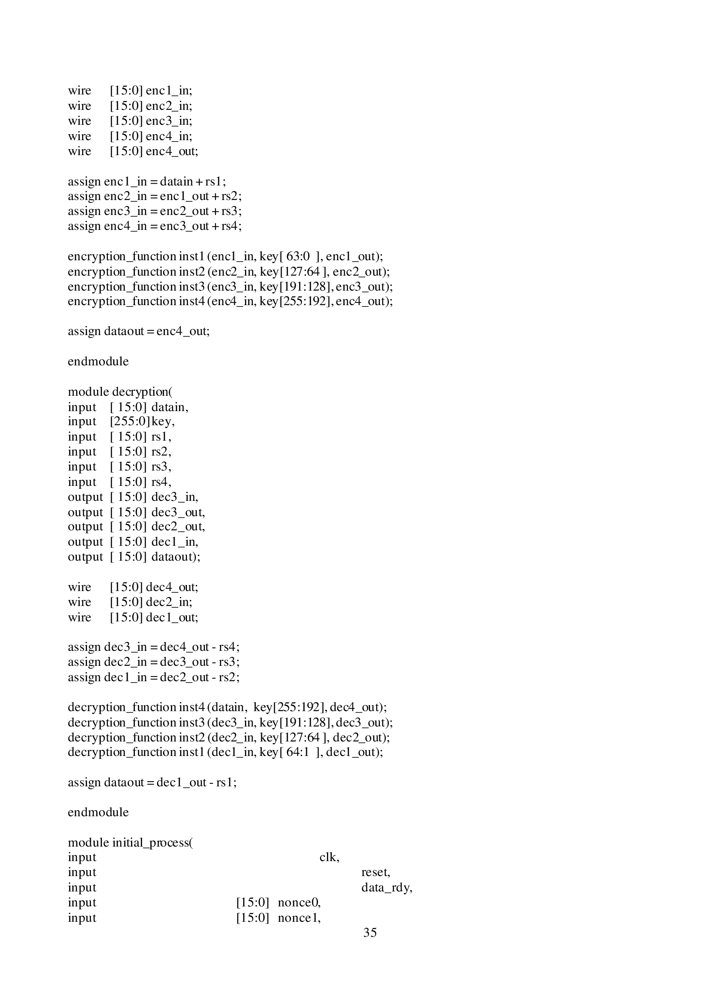 wire [15:0] enc1_in;
wire [15:0] enc2_in;
wire [15:0] enc3_in;
wire [15:0] enc4_in;
wire [15:0] enc4_out;
assign enc1_in = datain + rs1;
assign enc2_in = enc1_out + rs2;
assign enc3_in = enc2_out + rs3;
assign enc4_in = enc3_out + rs4;
encryption_function inst1 (enc1_in, key[ 63:0 ], enc1_out);
encryption_function inst2 (enc2_in, key[127:64 ], enc2_out);
encryption_function inst3 (enc3_in, key[191:128], enc3_out);
encryption_function inst4 (enc4_in, key[255:192], enc4_out);
assign dataout = enc4_out;
endmodule
module decryption(
input [ 15:0] datain,
input [255:0] key,
input [ 15:0] rs1,
input [ 15:0] rs2,
input [ 15:0] rs3,
input [ 15:0] rs4,
output [ 15:0] dec3_in,
output [ 15:0] dec3_out,
output [ 15:0] dec2_out,
output [ 15:0] dec1_in,
output [ 15:0] dataout);
wire [15:0] dec4_out;
wire [15:0] dec2_in;
wire [15:0] dec1_out;
assign dec3_in = dec4_out - rs4;
assign dec2_in = dec3_out - rs3;
assign dec1_in = dec2_out - rs2;
decryption_function inst4 (datain, key[255:192], dec4_out);
decryption_function inst3 (dec3_in, key[191:128], dec3_out);
decryption_function inst2 (dec2_in, key[127:64 ], dec2_out);
decryption_function inst1 (dec1_in, key[ 64:1 ], dec1_out);
assign dataout = dec1_out - rs1;
endmodule
module initial_process(
input clk,
input reset,
input data_rdy,
input [15:0] nonce0,
input [15:0] nonce1,
35